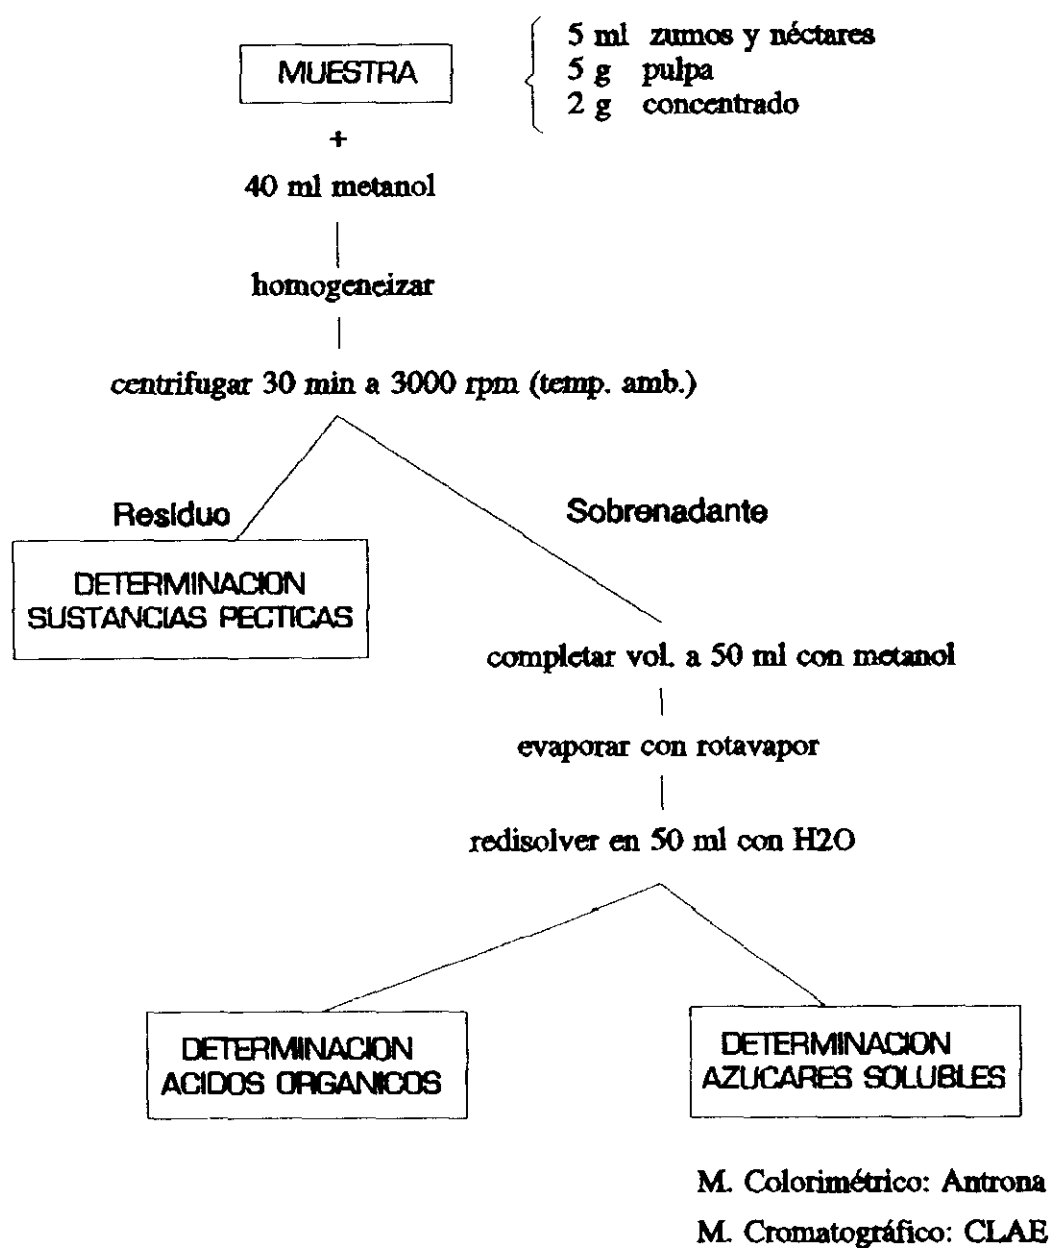 MUESTRA
5 ml zumos y néctares
5 g pulpa
2 g concentrado
+
40 ml metanol
homogeneizar
centrifugar 30 min a 3000 rpm (temp. amb.)
Resíduo
Sobrenadante
DETERMINACION
SUSTANCIAS PECTICAS
completar vol. a 50 ml con metanol
evaporar con rotavapor
redisolver en 50 ml con H2O
DETERMINACION
ACIDOS ORGANICOS
DETERMINACION
AZUCARES SOLUBLES
M. Colorimétrico: Antrona
M. Cromatográfico: CLAE